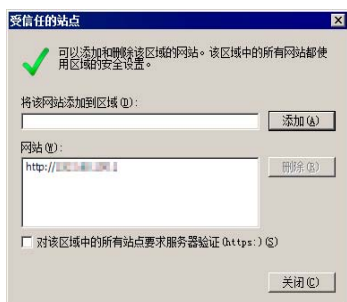 受信任的站点
可以添加和删除该区域的网站。该区域中的所有网站都使
用区域的安全设置。
将该网站添加到区域(D):
添加(A)
网站(W):
http://
删除(R)
对该区域中的所有站点要求服务器验证(https:)(S)
关闭(C)